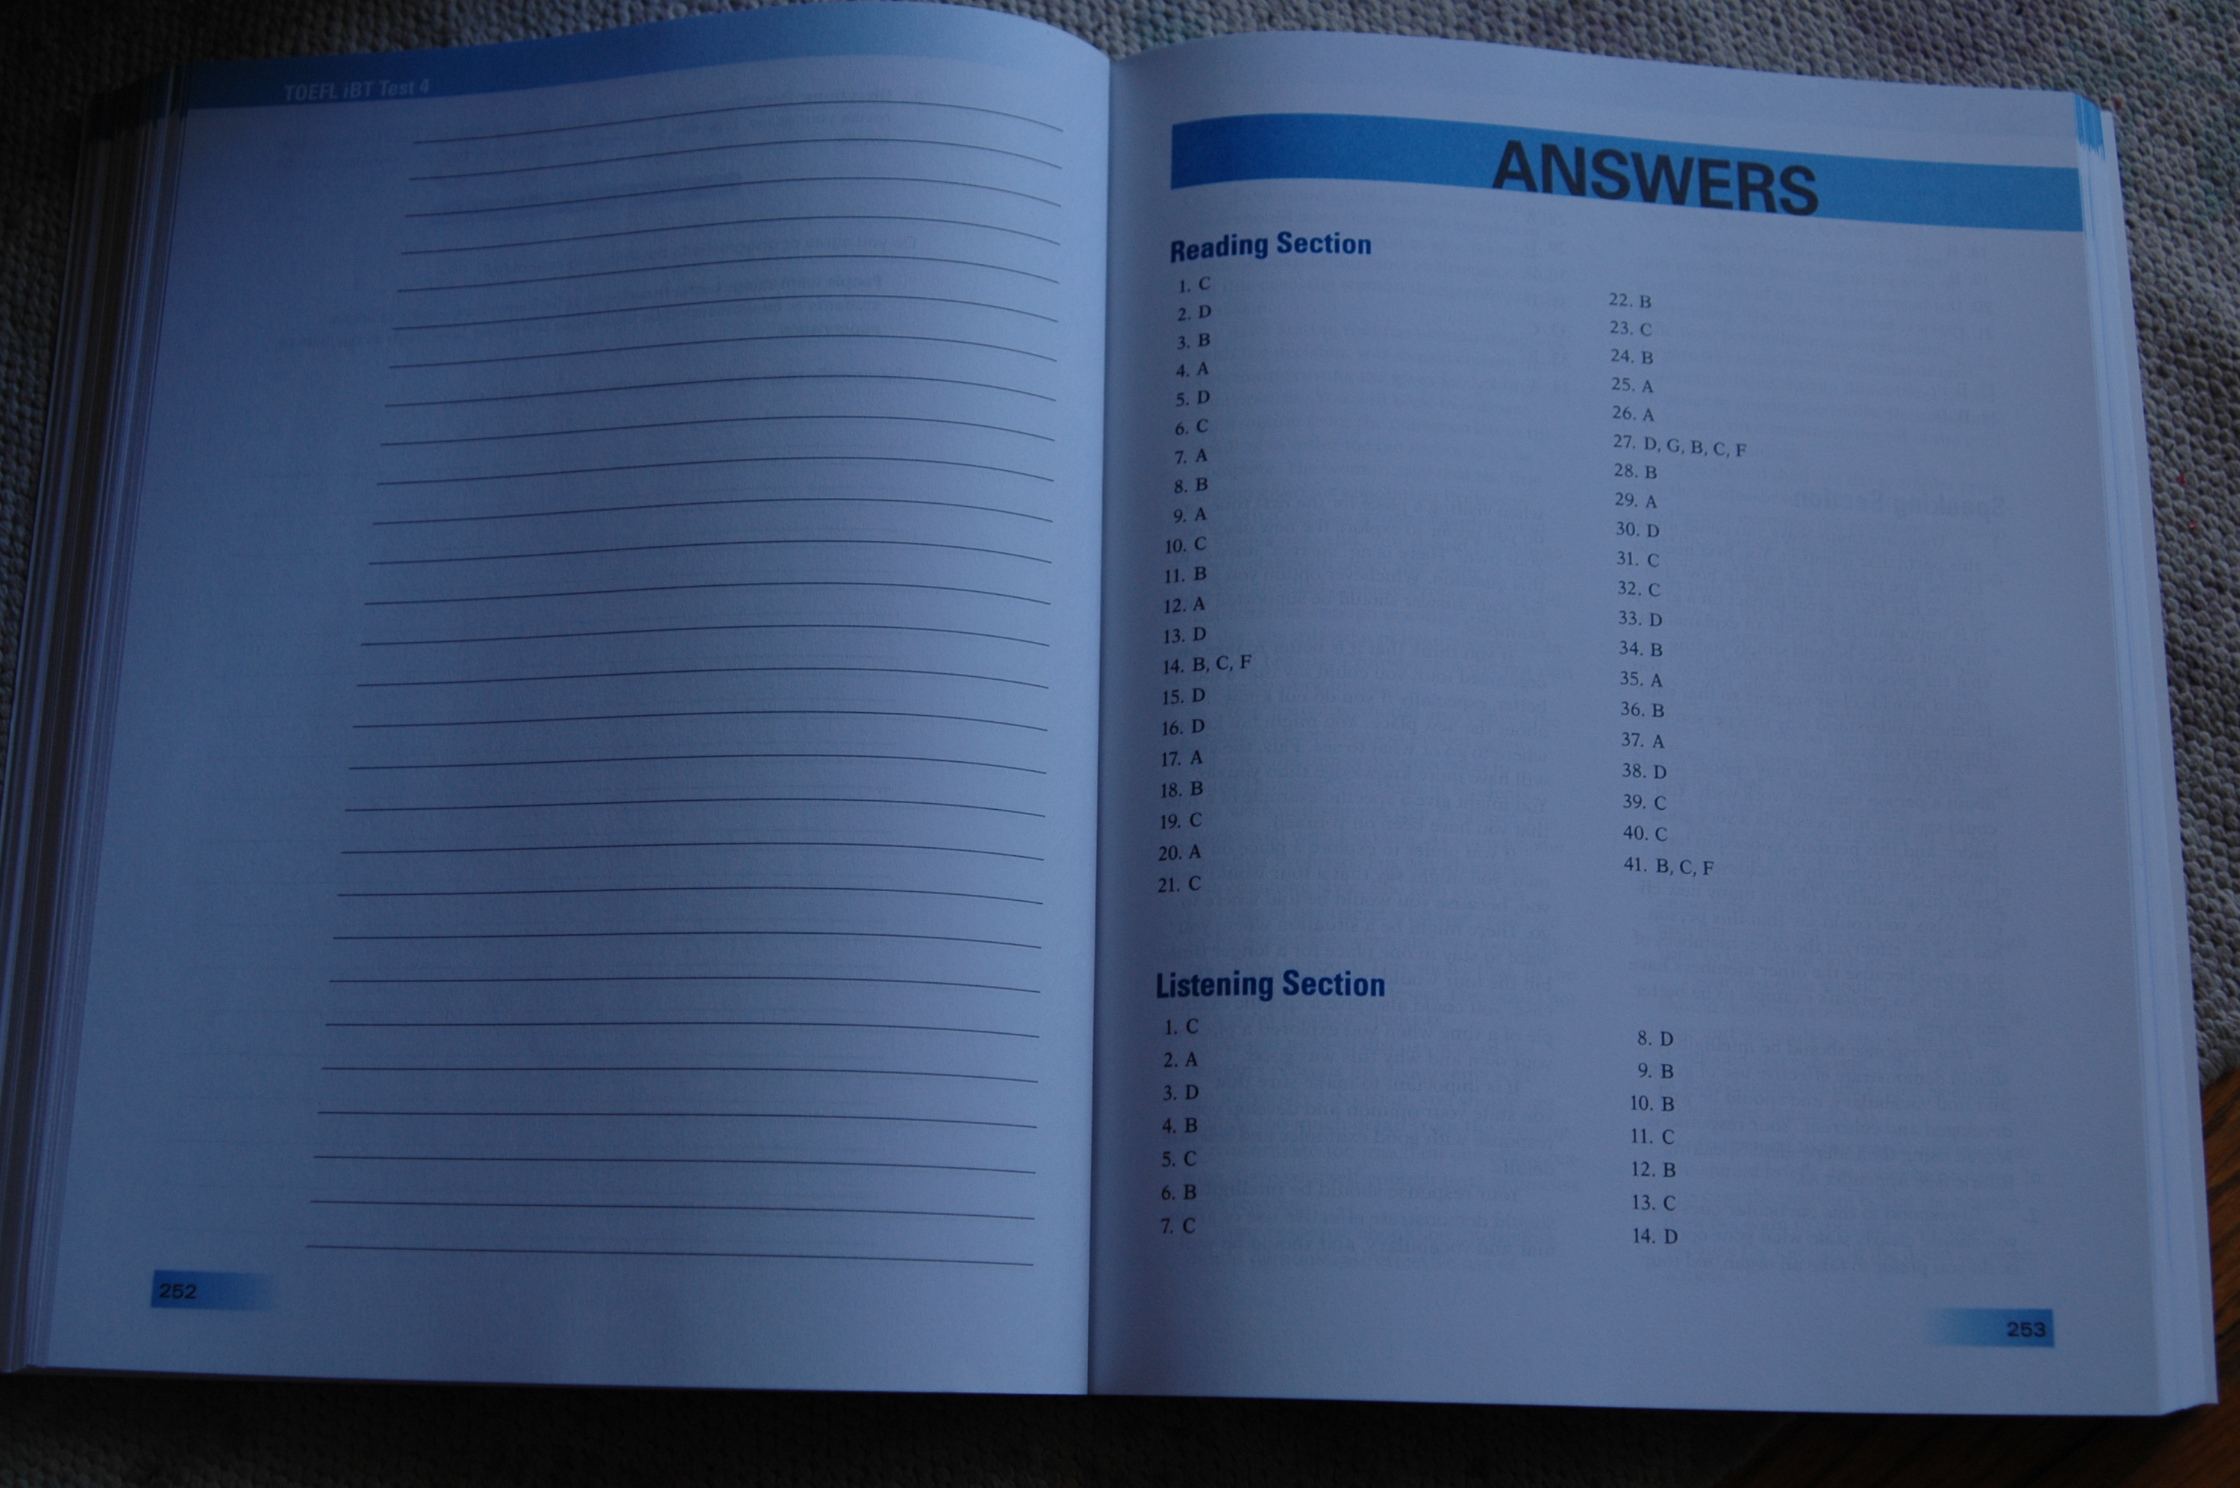 TOEFL iBT Test 4
252
ANSWERS
Reading Section
1. C
2. D
3. B
4. A
5. D
6. C
7. A
8. B
9. A
10. C
11. B
12. A
13. D
14. B, C, F
15. D
16. D
17. A
18. B
19. C
20. A
21. C
22. B
23. C
24. B
25. A
26. A
27. D, G, B, C, F
28. B
29. A
30. D
31. C
32. C
33. D
34. B
35. A
36. B
37. A
38. D
39. C
40. C
41. B, C, F
Listening Section
1. C
2. A
3. D
4. B
5. C
6. B
7. C
8. D
9. B
10. B
11. C
12. B
13. C
14. D
253